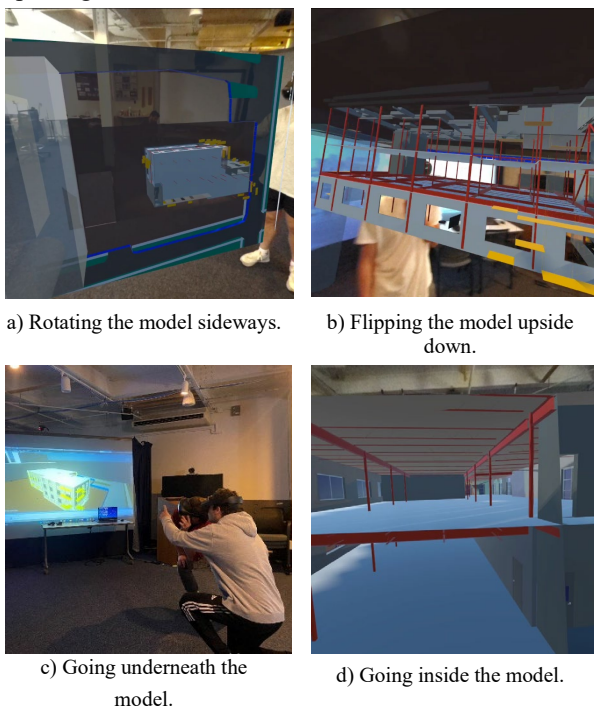 a) Rotating the model sideways.
b) Flipping the model upside
down.
c) Going underneath the
model.
d) Going inside the model.